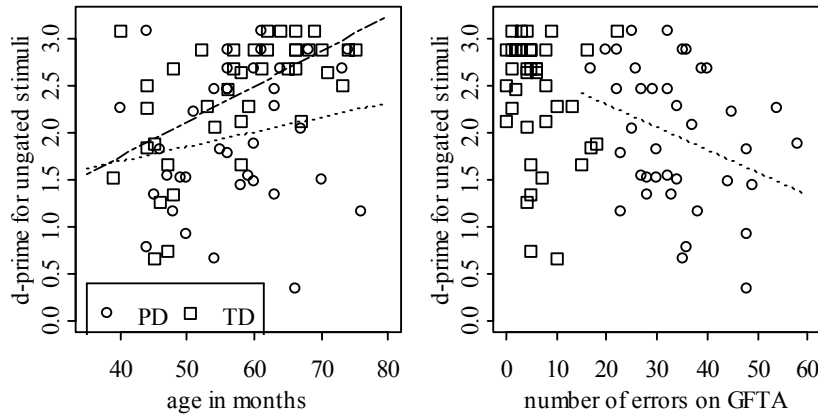 d-prime for ungated stimuli
0.0 0.5 1.0 1.5 2.0 2.5 3.0
PD TD
40 50 60 70 80
age in months
d-prime for ungated stimuli
0.0 0.5 1.0 1.5 2.0 2.5 3.0
0 10 20 30 40 50 60
number of errors on GFTA